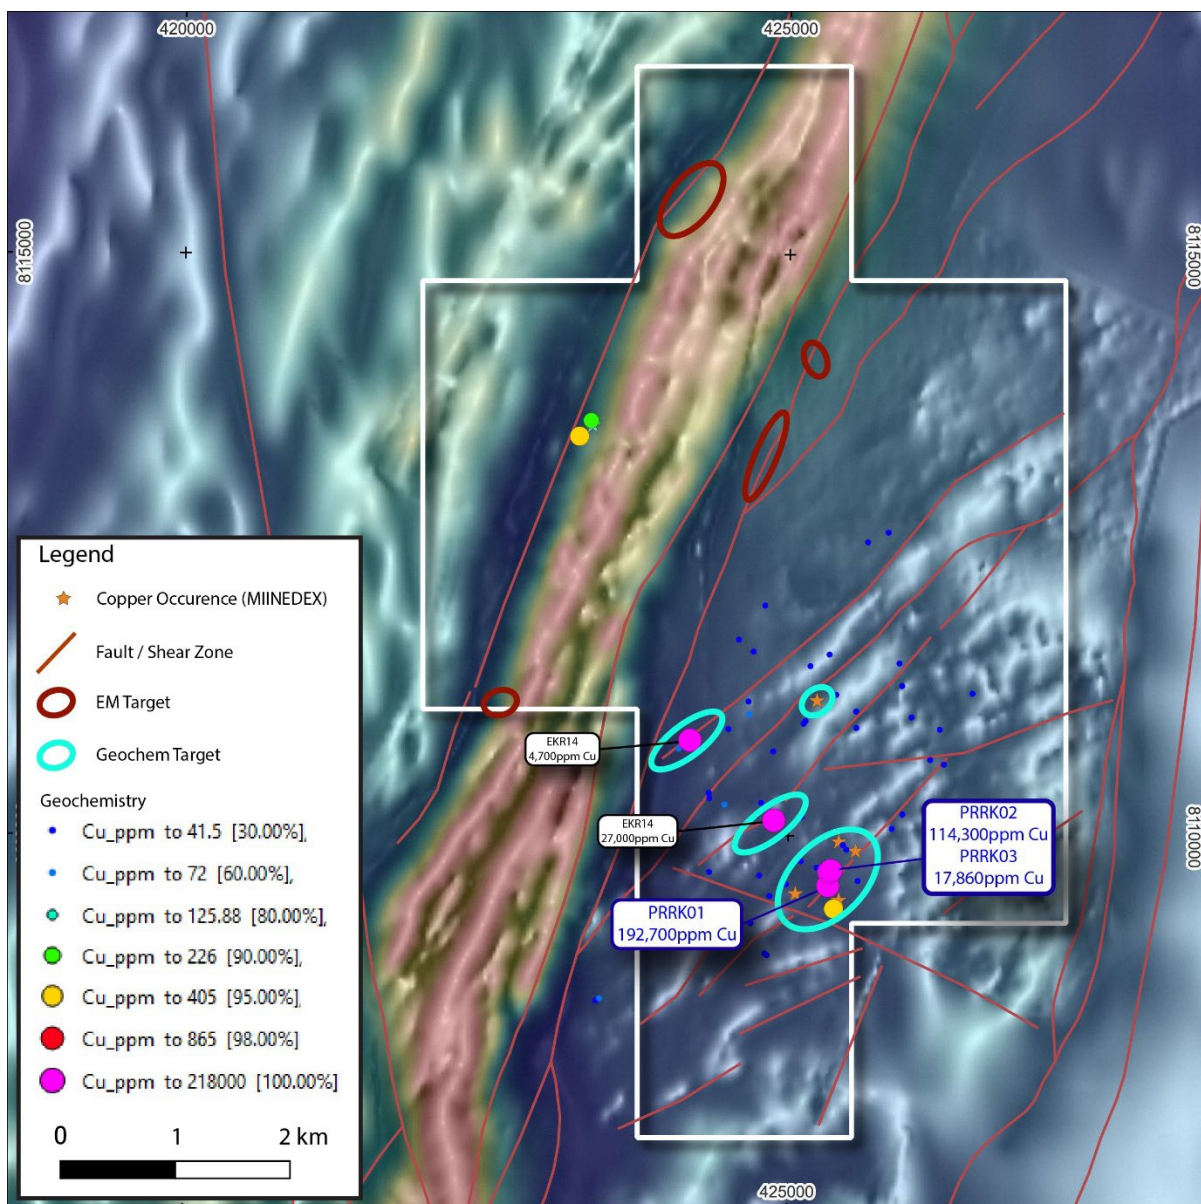 420000
425000
8115000
8115000
Legend
Copper Occurence (MIINEDEX)
Fault / Shear Zone
EM Target
Geochem Target
Geochemistry
Cu_ppm to 41.5 [30.00%],
Cu_ppm to 72 [60.00%],
Cu_ppm to 125.88 [80.00%],
Cu_ppm to 226 [90.00%],
Cu_ppm to 405 [95.00%],
Cu_ppm to 865 [98.00%]
Cu_ppm to 218000 [100.00%]
0 1 2 km
EKR14
4,700ppm Cu
EKR14
27,000ppm Cu
PRRK02
114,300ppm Cu
PRRK03
17,860ppm Cu
PRRK01
192,700ppm Cu
8110000
425000